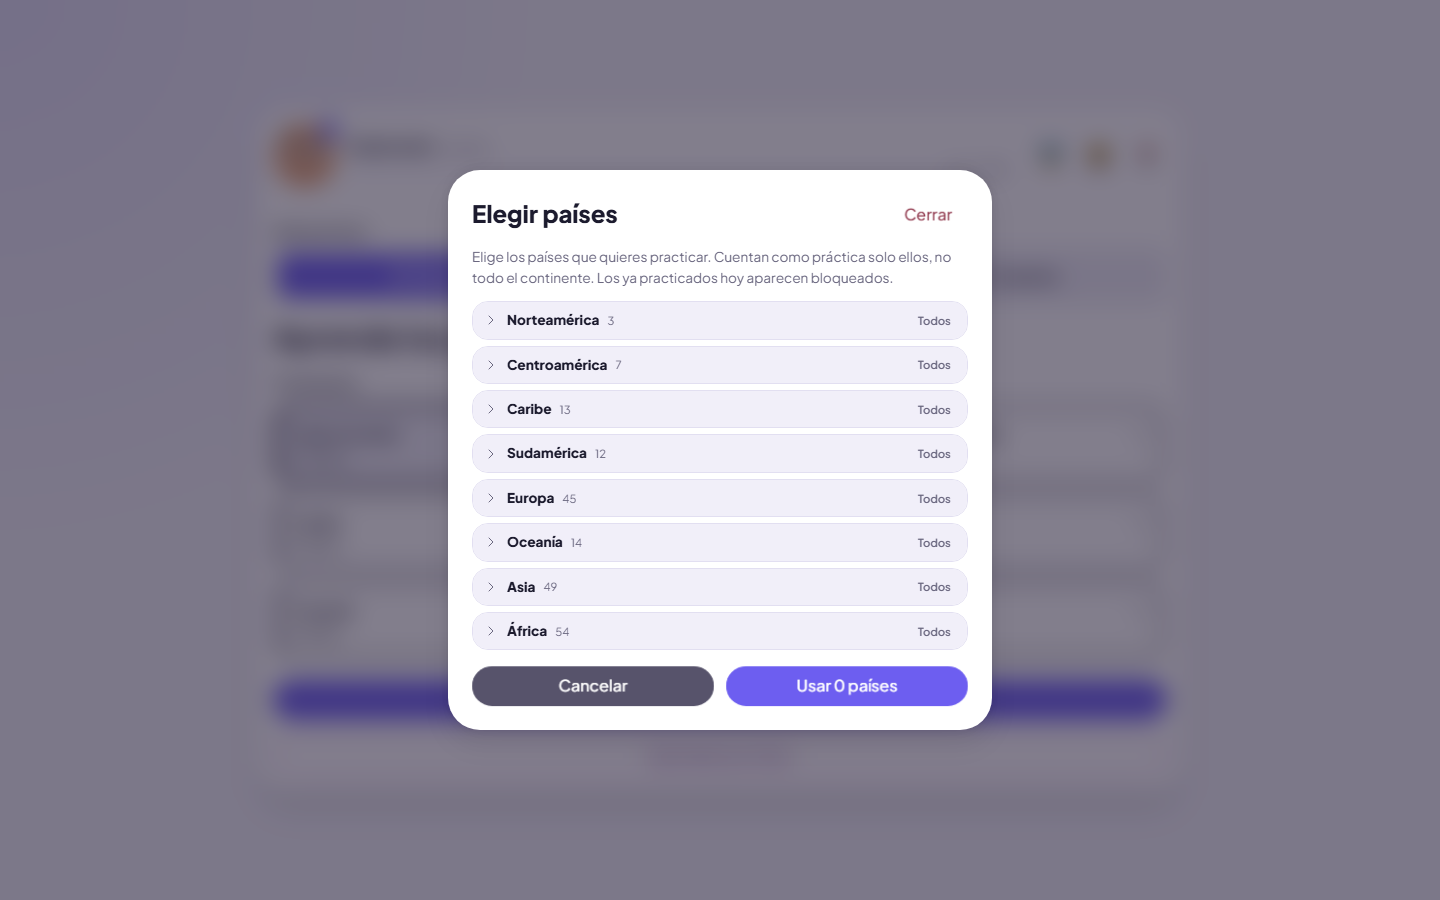 Elegir países
Cerrar
Elige los países que quieres practicar. Cuentan como práctica solo ellos, no
todo el continente. Los ya practicados hoy aparecen bloqueados.
Norteamérica 3 Todos
Centroamérica 7 Todos
Caribe 13 Todos
Sudamérica 12 Todos
Europa 45 Todos
Oceanía 14 Todos
Asia 49 Todos
África 54 Todos
Cancelar
Usar 0 países